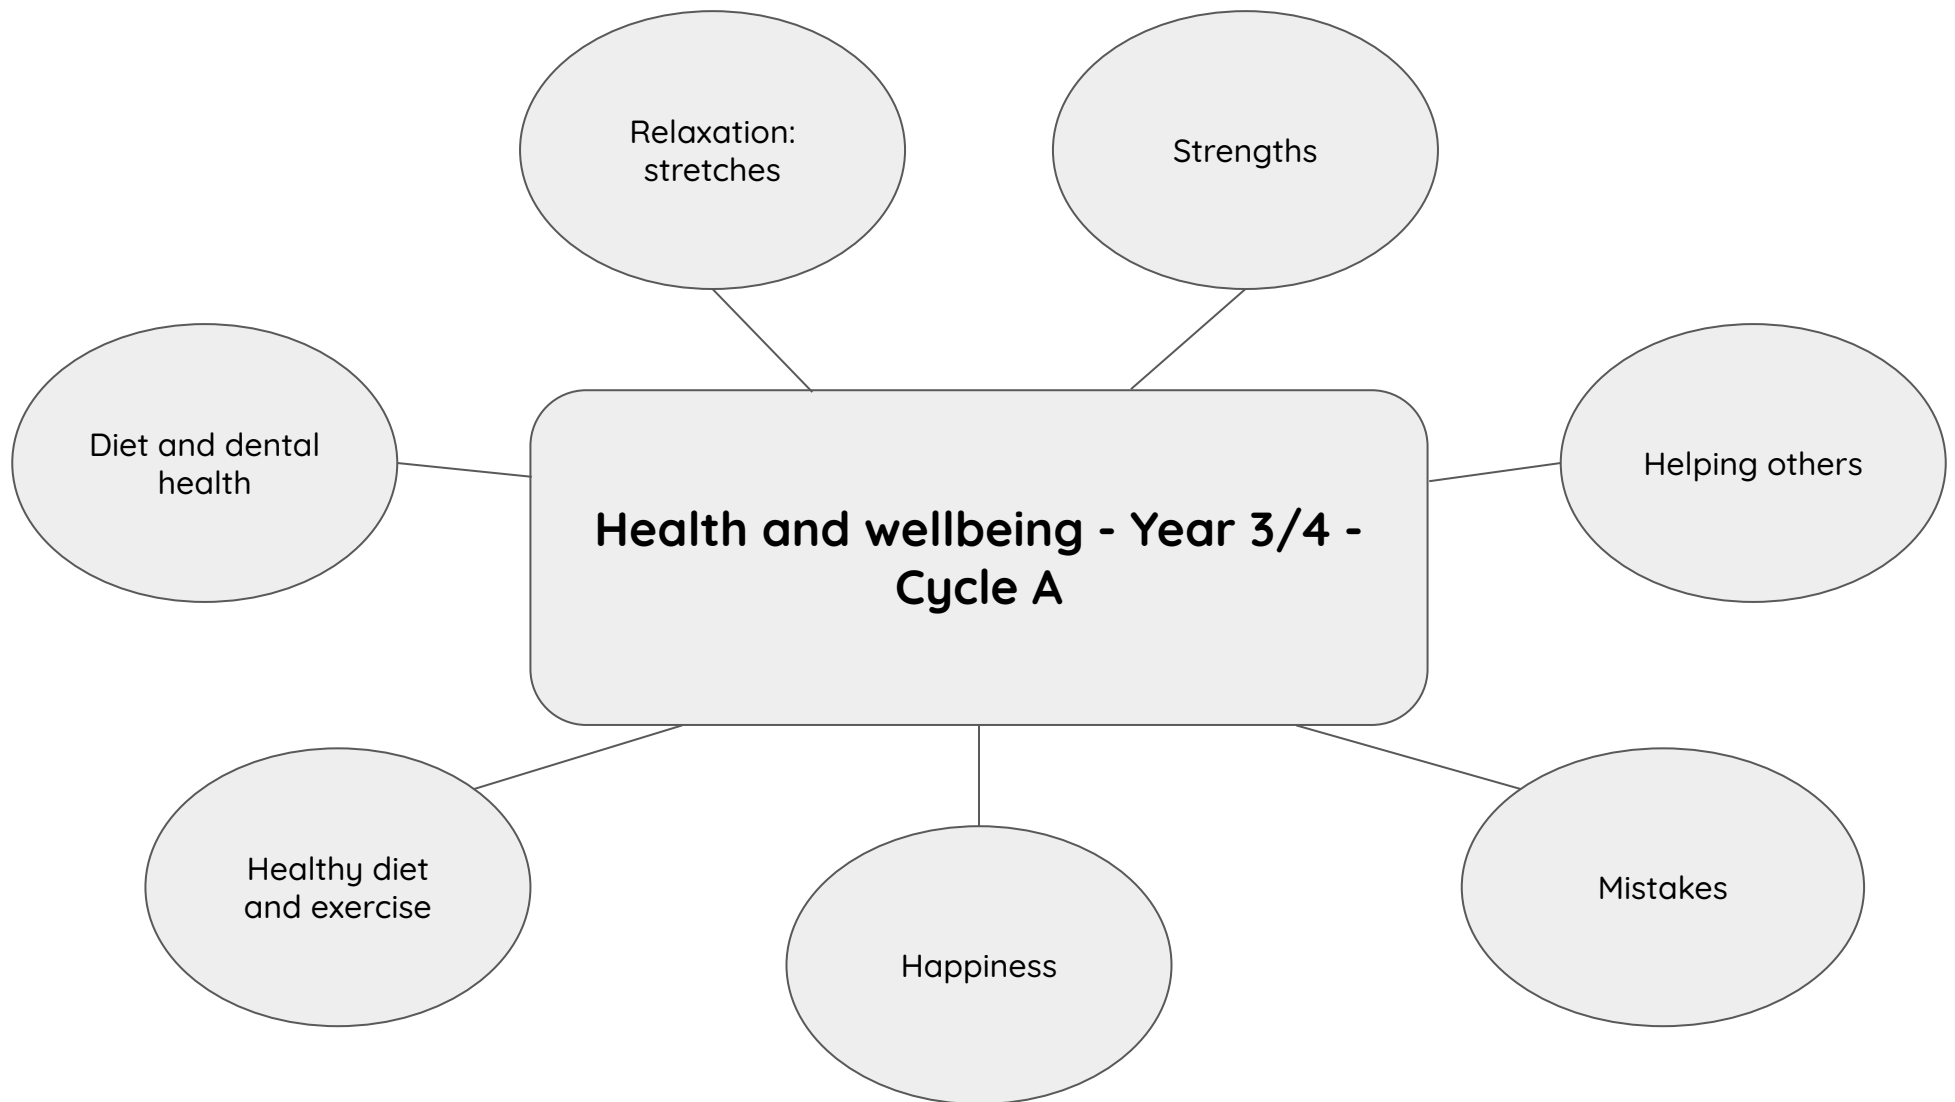 Relaxation:
stretches
Strengths
Diet and dental
health
Helping others
Health and wellbeing - Year 3/4 -
Cycle A
Healthy diet
and exercise
Happiness
Mistakes